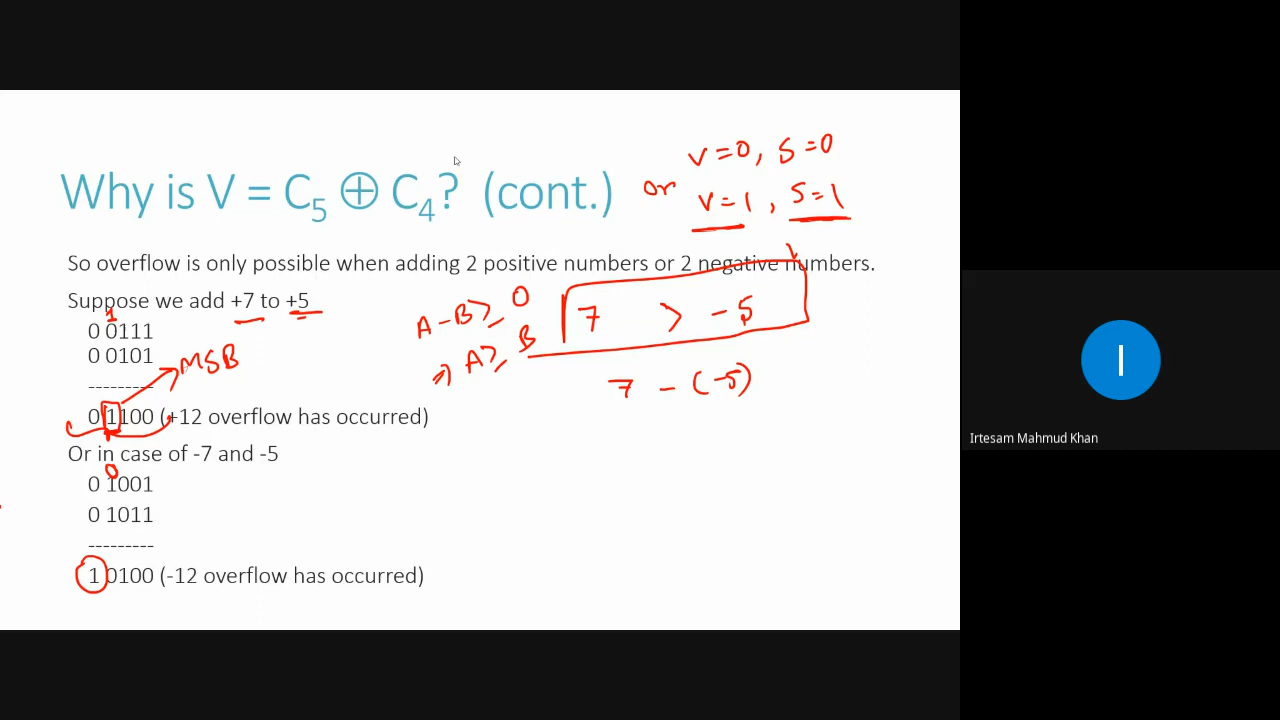 V=0, S=0
Why is V = C5 ⊕ C4? (cont.)
or V=1, S=1
So overflow is only possible when adding 2 positive numbers or 2 negative numbers.
Suppose we add +7 to +5
1
0 0111
0 0101
---------
0 1100 (+12 overflow has occurred)
MSB
A-B ≥ 0
⇒ A ≥ B
7 > -5
7 - (-5)
Or in case of -7 and -5
0
0 1001
0 1011
---------
1 0100 (-12 overflow has occurred)
I
Irtesam Mahmud Khan